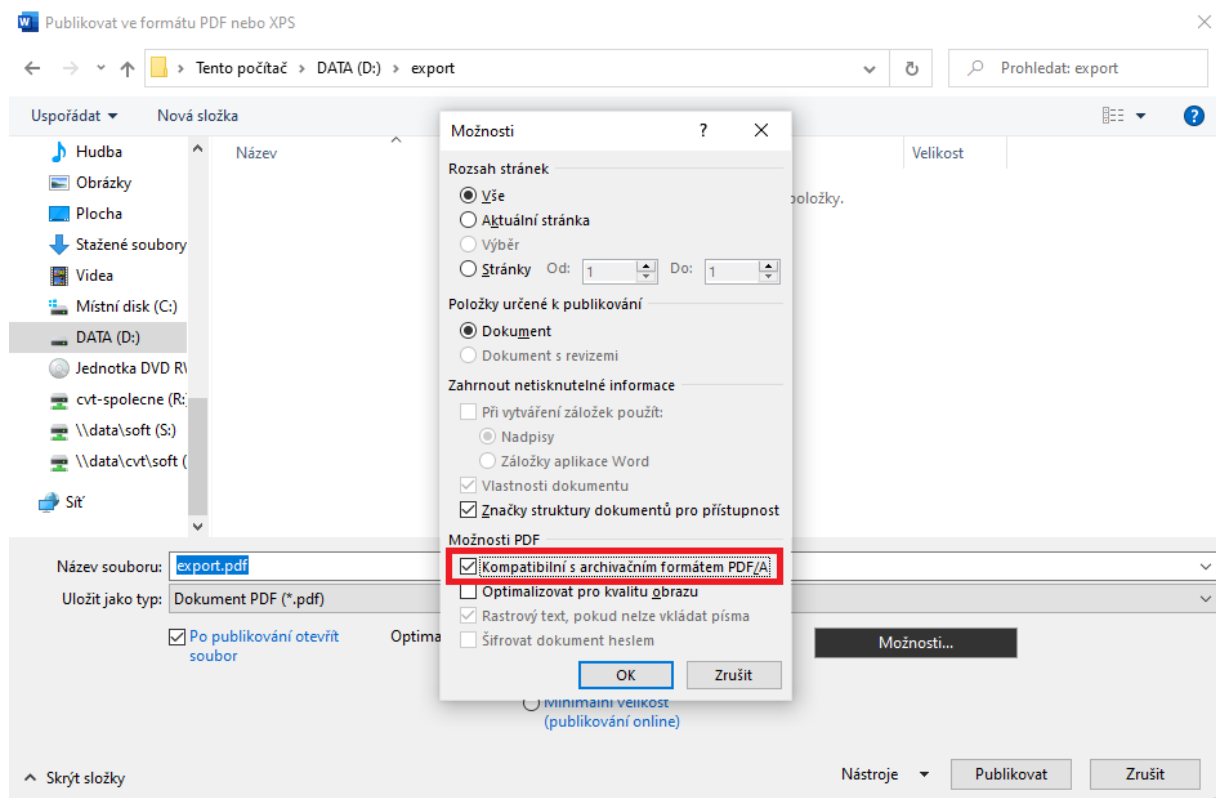 Publikovat ve formátu PDF nebo XPS
Tento počítač › DATA (D:) › export
Prohledat: export
Uspořádat
Nová složka
Hudba
Obrázky
Plocha
Stažené soubory
Videa
Místní disk (C:)
DATA (D:)
Jednotka DVD
cvt-spolecne (R:
\\data\soft (S:)
\\data\cvt\soft (
Síť
Název
Velikost
položky.
Možnosti
Rozsah stránek
Vše
Aktuální stránka
Výběr
Stránky Od: 1 Do: 1
Položky určené k publikování
Dokument
Dokument s revizemi
Zahrnout netisknutelné informace
Při vytváření záložek použít:
Nadpisy
Záložky aplikace Word
Vlastnosti dokumentu
Značky struktury dokumentů pro přístupnost
Možnosti PDF
Kompatibilní s archivačním formátem PDF/A
Optimalizovat pro kvalitu obrazu
Rastrový text, pokud nelze vkládat písma
Šifrovat dokument heslem
OK Zrušit
Název souboru: export.pdf
Uložit jako typ: Dokument PDF (*.pdf)
Po publikování otevřít
soubor
Optima
Možnosti...
Minimální velikost
(publikování online)
Skrýt složky
Nástroje
Publikovat
Zrušit